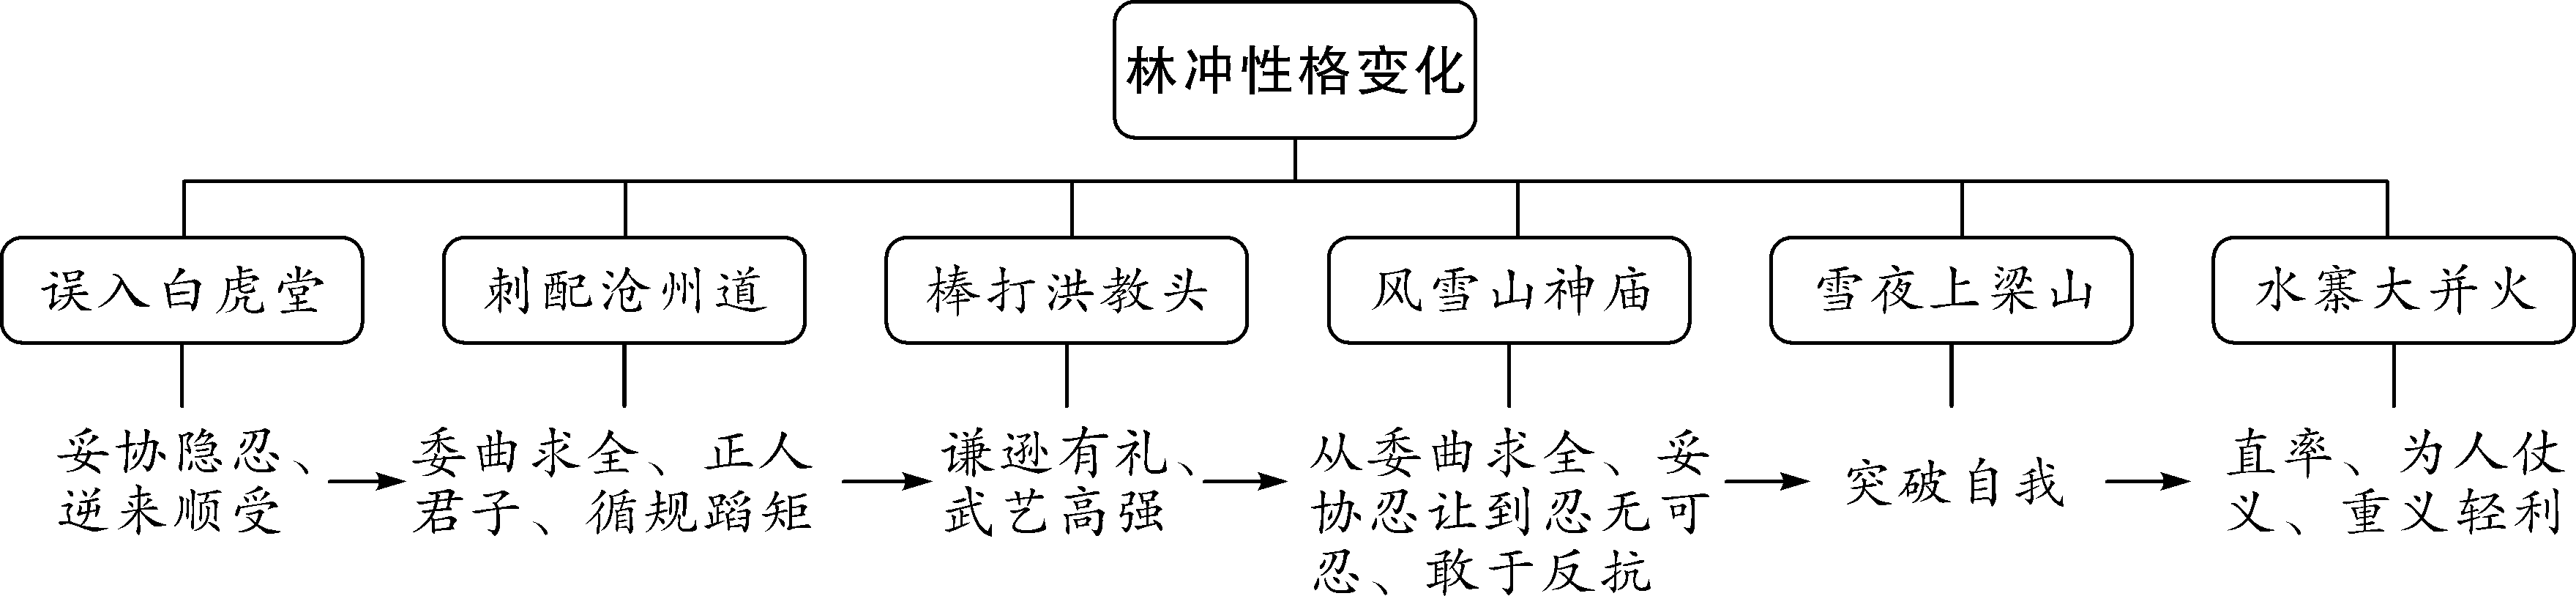 林冲性格变化
误入白虎堂
刺配沧州道
棒打洪教头
风雪山神庙
雪夜上梁山
水寨大并火
妥协隐忍、
逆来顺受
委曲求全、正人
君子、循规蹈矩
谦逊有礼、
武艺高强
从委曲求全、妥
协忍让到忍无可
忍、敢于反抗
突破自我
直率、为人仗
义、重义轻利